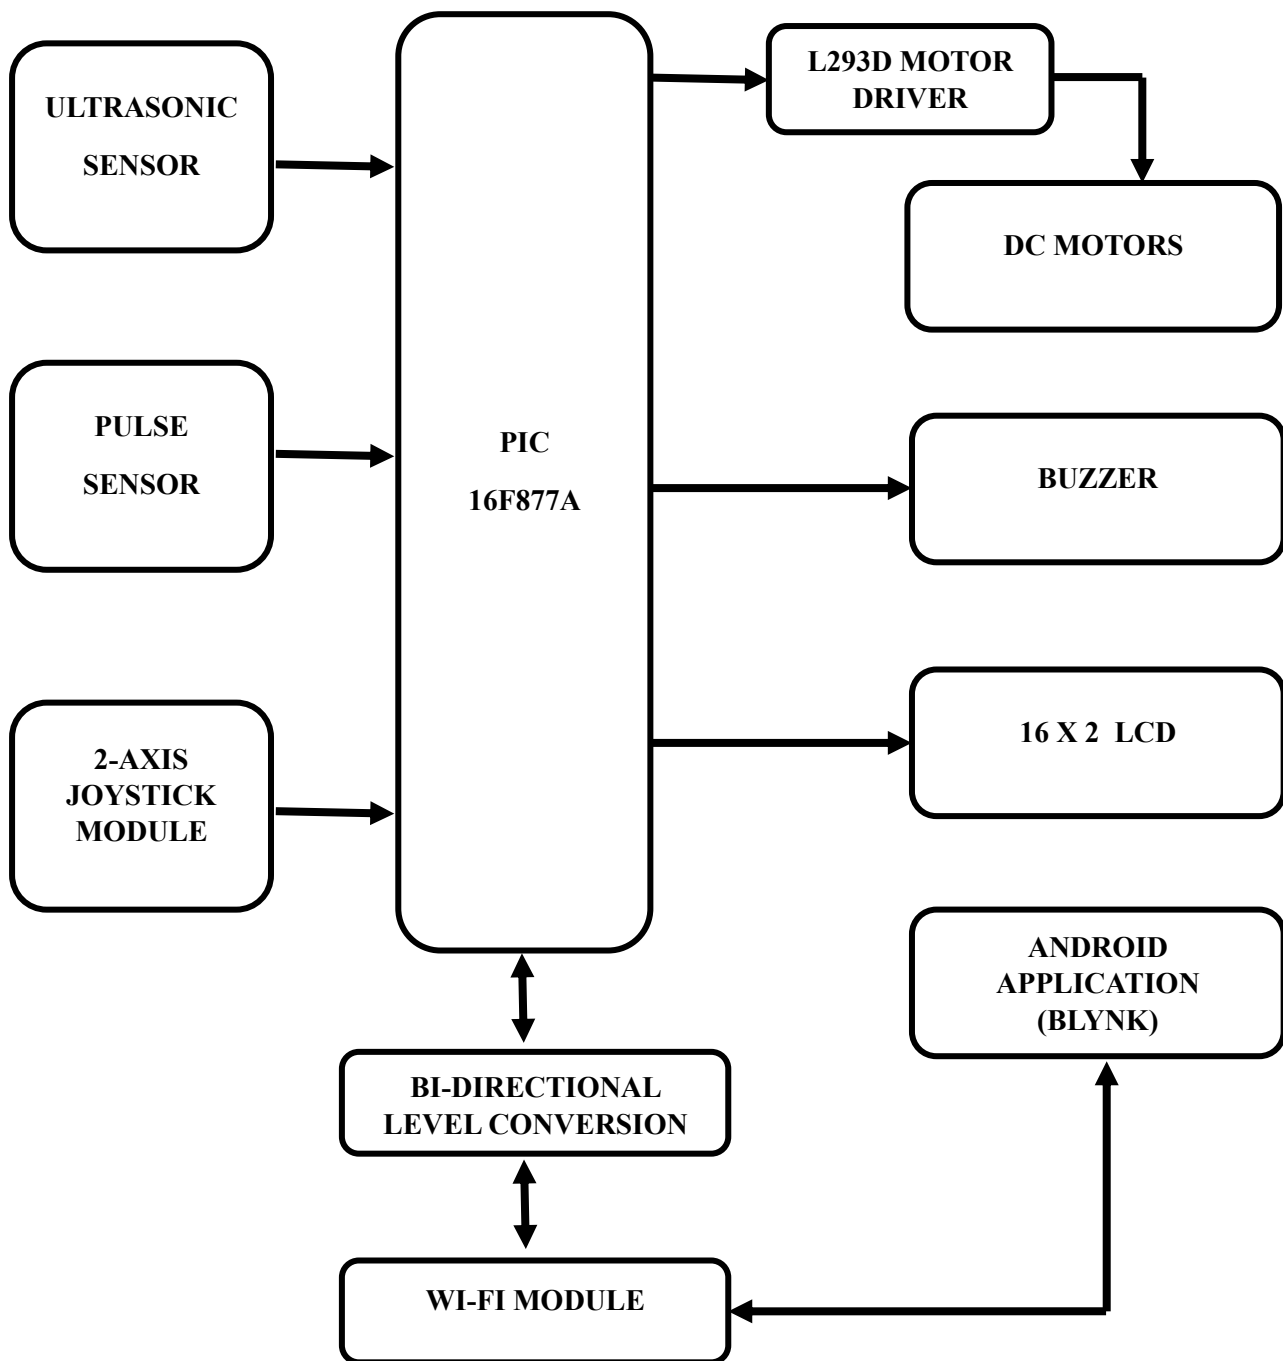 ULTRASONIC
SENSOR
PULSE
SENSOR
2-AXIS
JOYSTICK
MODULE
PIC
16F877A
L293D MOTOR
DRIVER
DC MOTORS
BUZZER
16 X 2 LCD
ANDROID
APPLICATION
(BLYNK)
BI-DIRECTIONAL
LEVEL CONVERSION
WI-FI MODULE